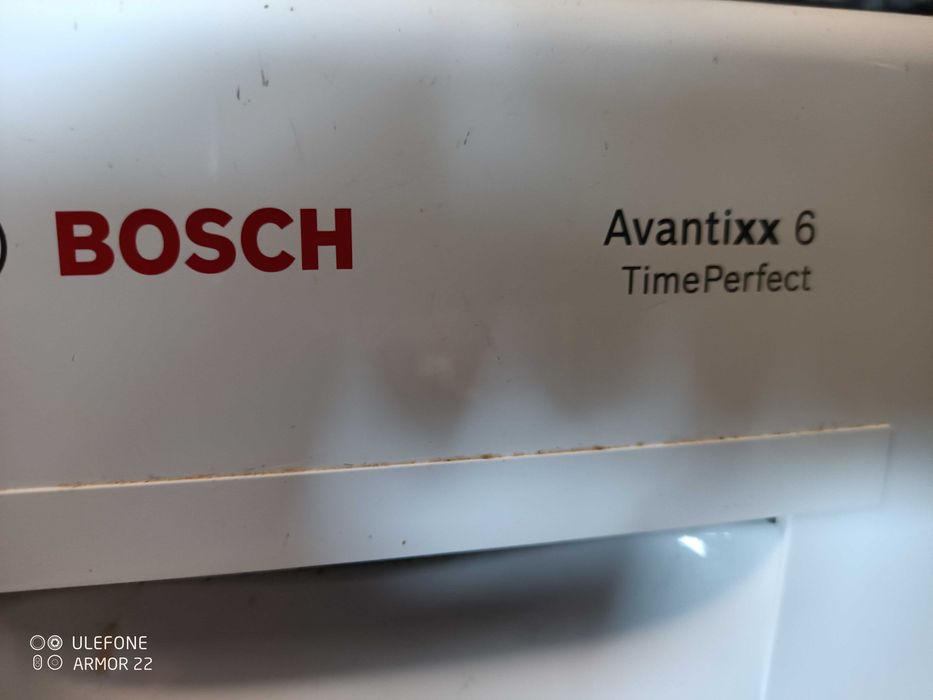 BOSCH
Avantixx 6
TimePerfect
ULEFONE
ARMOR 22